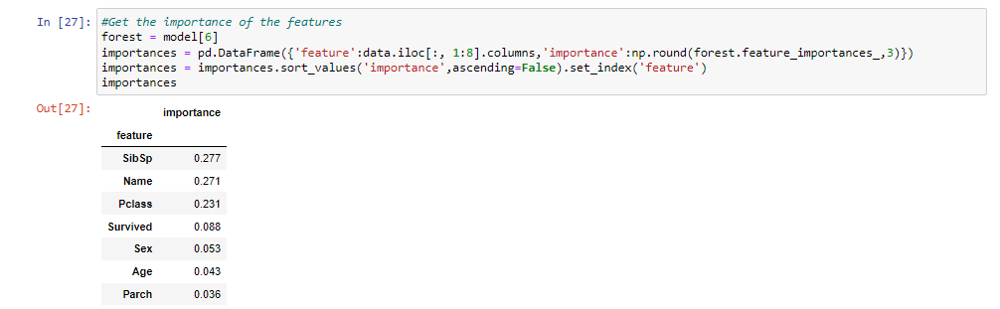 In [27]: #Get the importance of the features
forest = model[6]
importances = pd.DataFrame({'feature':data.iloc[:, 1:8].columns,'importance':np.round(forest.feature_importances_,3)})
importances = importances.sort_values('importance',ascending=False).set_index('feature')
importances
Out[27]:
importance
feature
SibSp 0.277
Name 0.271
Pclass 0.231
Survived 0.088
Sex 0.053
Age 0.043
Parch 0.036